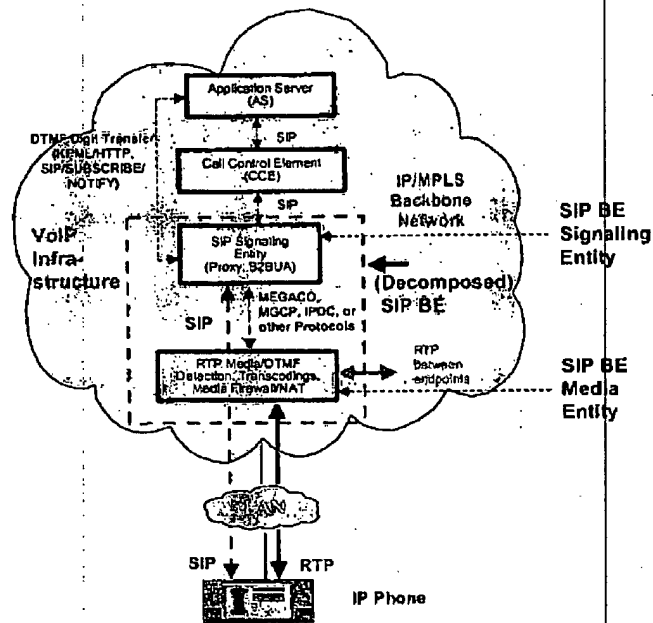 Application Server
(AS)
SIP
DTMF Digit Transfer
(KPML/HTTP,
SIP/SUBSCRIBE/
NOTIFY)
Call Control Element
(CCE)
SIP
IP/MPLS
Backbone
Network
VoIP
Infra-
structure
SIP Signaling
Entity
(Proxy, B2BUA)
SIP BE
Signaling
Entity
(Decomposed)
SIP BE
SIP
MEGACO,
MGCP, IPDC, or
other Protocols
RTP Media/DTMF
Detection, Transcodings,
Media Firewall/NAT
RTP
between
endpoints
SIP BE
Media
Entity
LAN
SIP
RTP
IP Phone